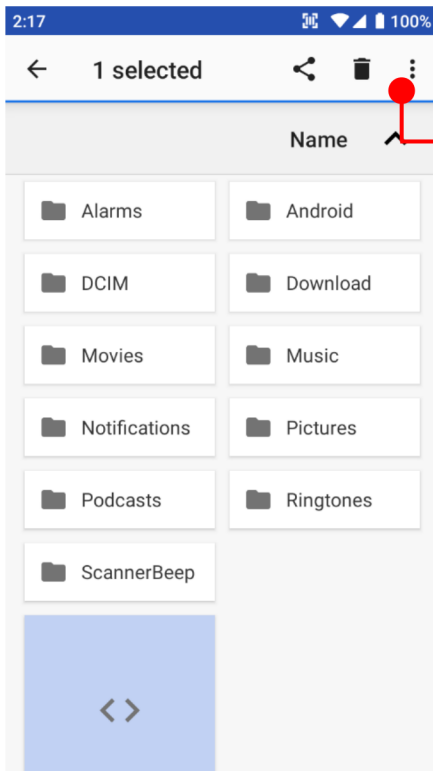 2:17 100%
1 selected
Name
Alarms Android
DCIM Download
Movies Music
Notifications Pictures
Podcasts Ringtones
ScannerBeep